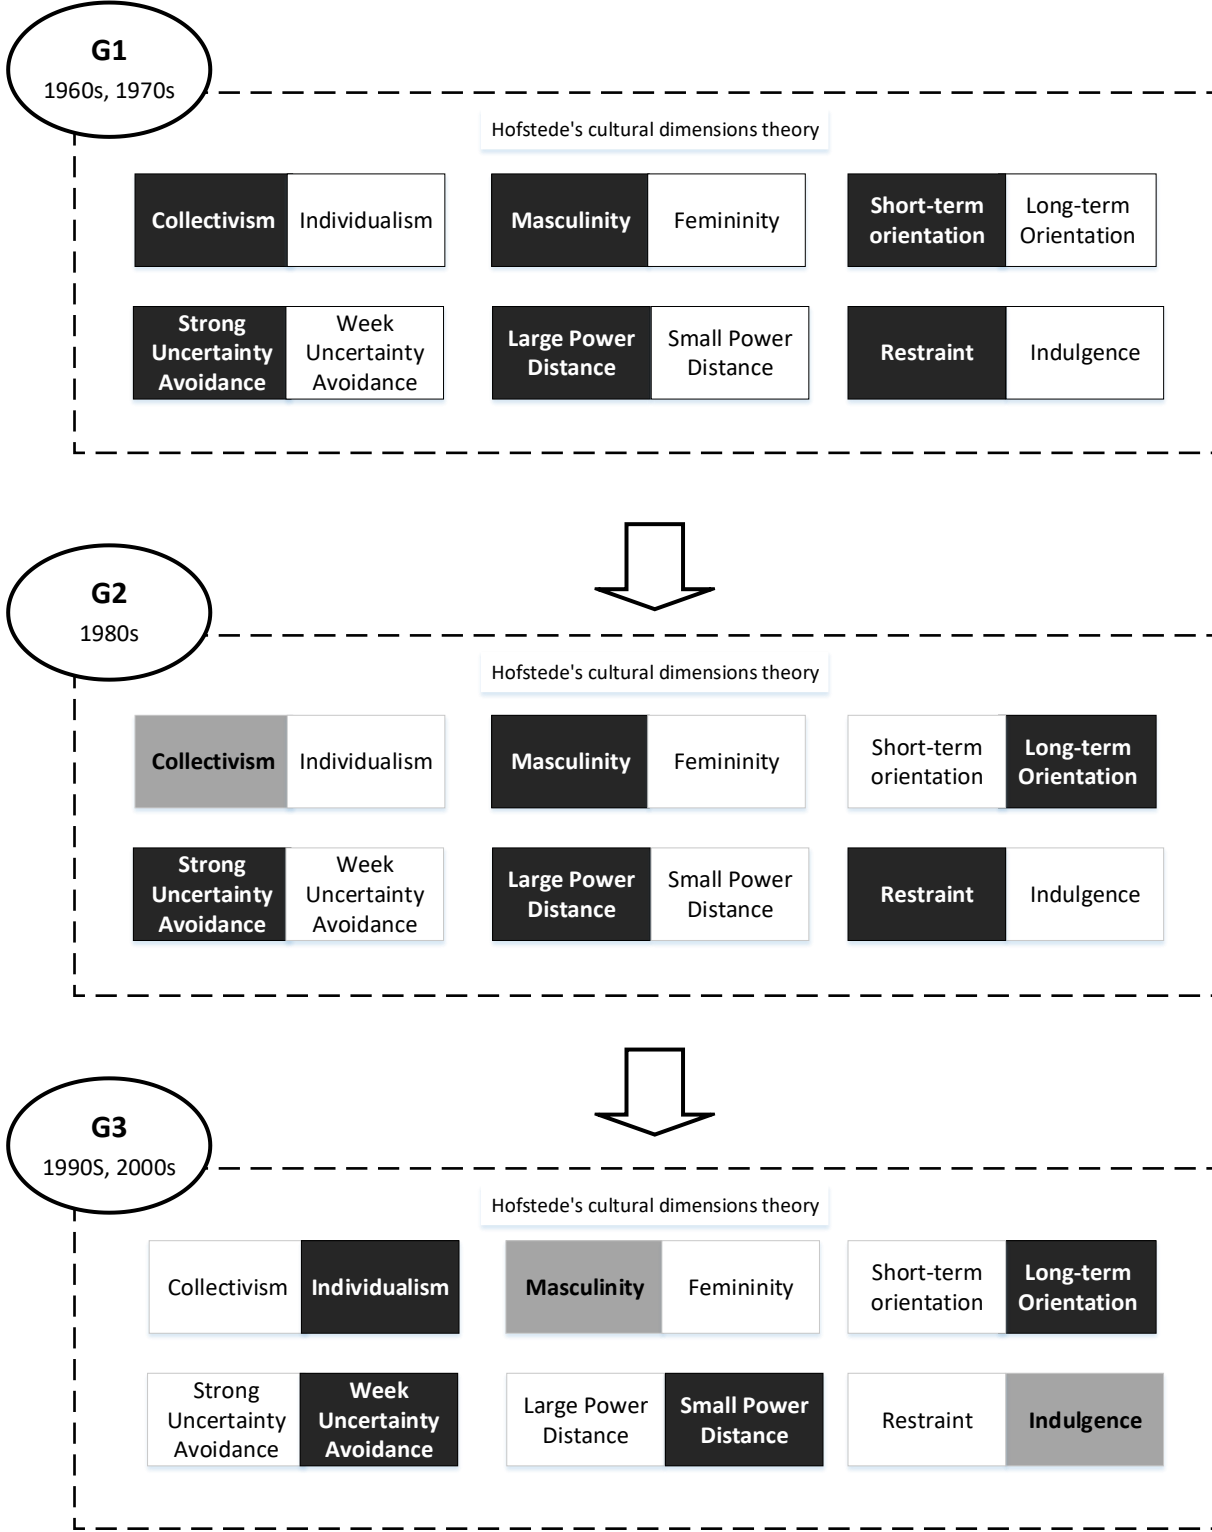 G1
1960s, 1970s
Hofstede's cultural dimensions theory
Collectivism
Individualism
Masculinity
Femininity
Short-term
orientation
Long-term
Orientation
Strong
Uncertainty
Avoidance
Week
Uncertainty
Avoidance
Large Power
Distance
Small Power
Distance
Restraint
Indulgence
G2
1980s
Hofstede's cultural dimensions theory
Collectivism
Individualism
Masculinity
Femininity
Short-term
orientation
Long-term
Orientation
Strong
Uncertainty
Avoidance
Week
Uncertainty
Avoidance
Large Power
Distance
Small Power
Distance
Restraint
Indulgence
G3
1990S, 2000s
Hofstede's cultural dimensions theory
Collectivism
Individualism
Masculinity
Femininity
Short-term
orientation
Long-term
Orientation
Strong
Uncertainty
Avoidance
Week
Uncertainty
Avoidance
Large Power
Distance
Small Power
Distance
Restraint
Indulgence